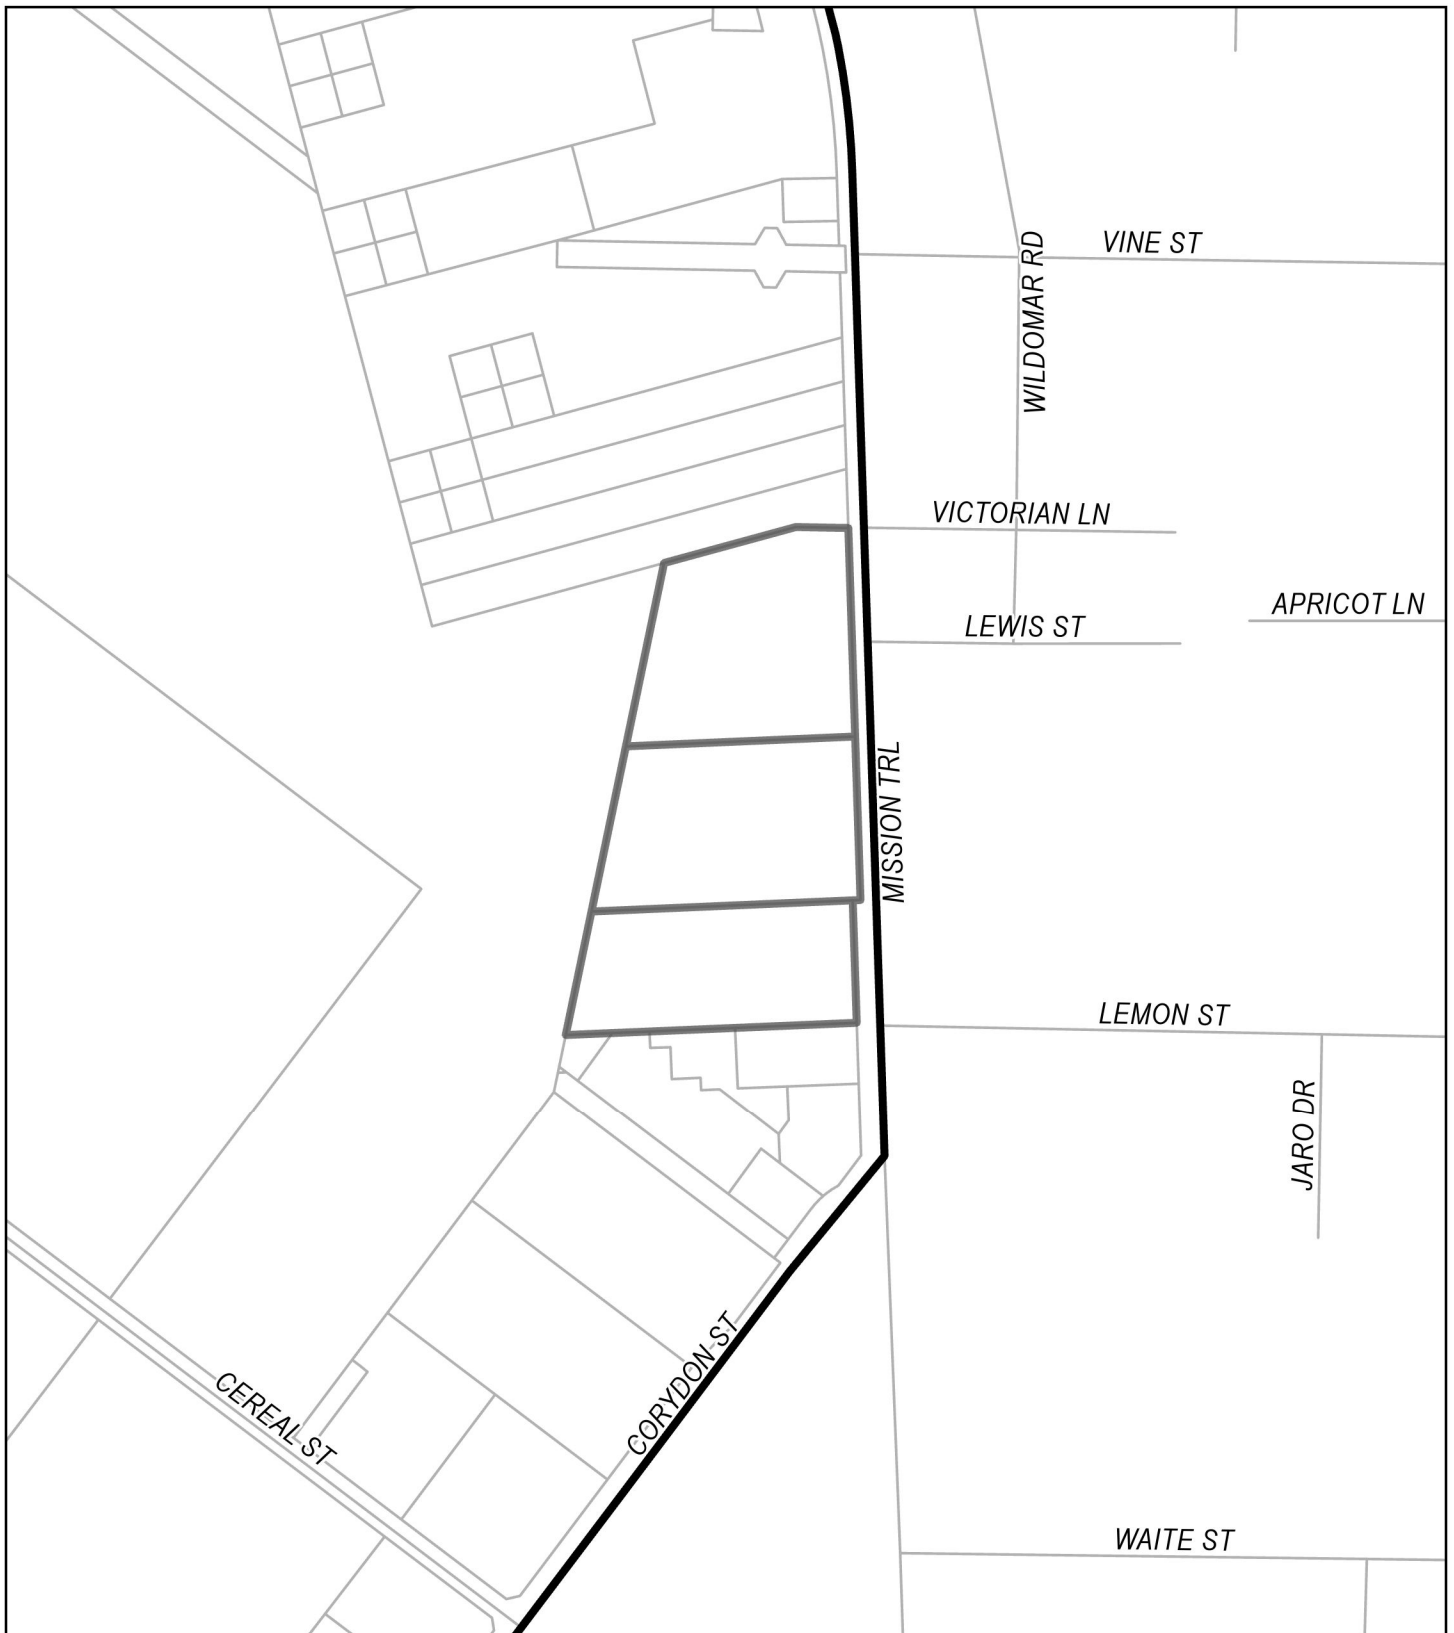 VINE ST
WILDOMAR RD
VICTORIAN LN
APRICOT LN
LEWIS ST
MISSION TRL
LEMON ST
JARO DR
CORYDON ST
CEREAL ST
WAITE ST